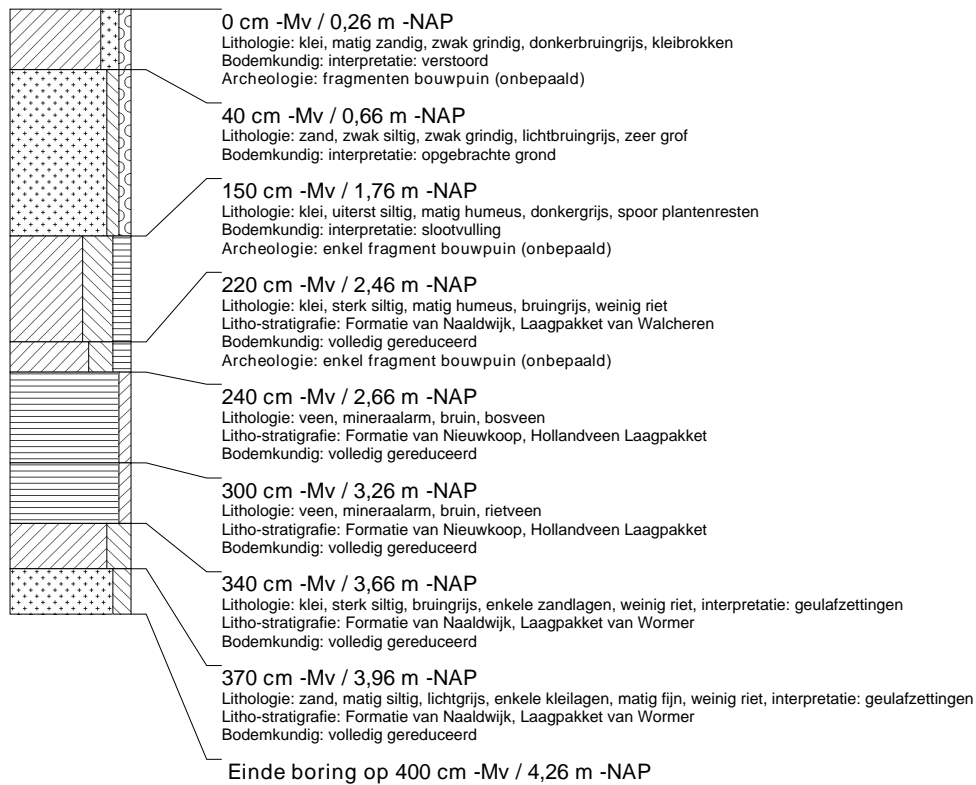 0 cm -Mv / 0,26 m -NAP
Lithologie: klei, matig zandig, zwak grindig, donkerbruingrijs, kleibrokken
Bodemkundig: interpretatie: verstoord
Archeologie: fragmenten bouwpuin (onbepaald)
40 cm -Mv / 0,66 m -NAP
Lithologie: zand, zwak siltig, zwak grindig, lichtbruingrijs, zeer grof
Bodemkundig: interpretatie: opgebrachte grond
150 cm -Mv / 1,76 m -NAP
Lithologie: klei, uiterst siltig, matig humeus, donkergrijs, spoor plantenresten
Bodemkundig: interpretatie: slootvulling
Archeologie: enkel fragment bouwpuin (onbepaald)
220 cm -Mv / 2,46 m -NAP
Lithologie: klei, sterk siltig, matig humeus, bruingrijs, weinig riet
Litho-stratigrafie: Formatie van Naaldwijk, Laagpakket van Walcheren
Bodemkundig: volledig gereduceerd
Archeologie: enkel fragment bouwpuin (onbepaald)
240 cm -Mv / 2,66 m -NAP
Lithologie: veen, mineraalarm, bruin, bosveen
Litho-stratigrafie: Formatie van Nieuwkoop, Hollandveen Laagpakket
Bodemkundig: volledig gereduceerd
300 cm -Mv / 3,26 m -NAP
Lithologie: veen, mineraalarm, bruin, rietveen
Litho-stratigrafie: Formatie van Nieuwkoop, Hollandveen Laagpakket
Bodemkundig: volledig gereduceerd
340 cm -Mv / 3,66 m -NAP
Lithologie: klei, sterk siltig, bruingrijs, enkele zandlagen, weinig riet, interpretatie: geulafzettingen
Litho-stratigrafie: Formatie van Naaldwijk, Laagpakket van Wormer
Bodemkundig: volledig gereduceerd
370 cm -Mv / 3,96 m -NAP
Lithologie: zand, matig siltig, lichtgrijs, enkele kleilagen, matig fijn, weinig riet, interpretatie: geulafzettingen
Litho-stratigrafie: Formatie van Naaldwijk, Laagpakket van Wormer
Bodemkundig: volledig gereduceerd
Einde boring op 400 cm -Mv / 4,26 m -NAP